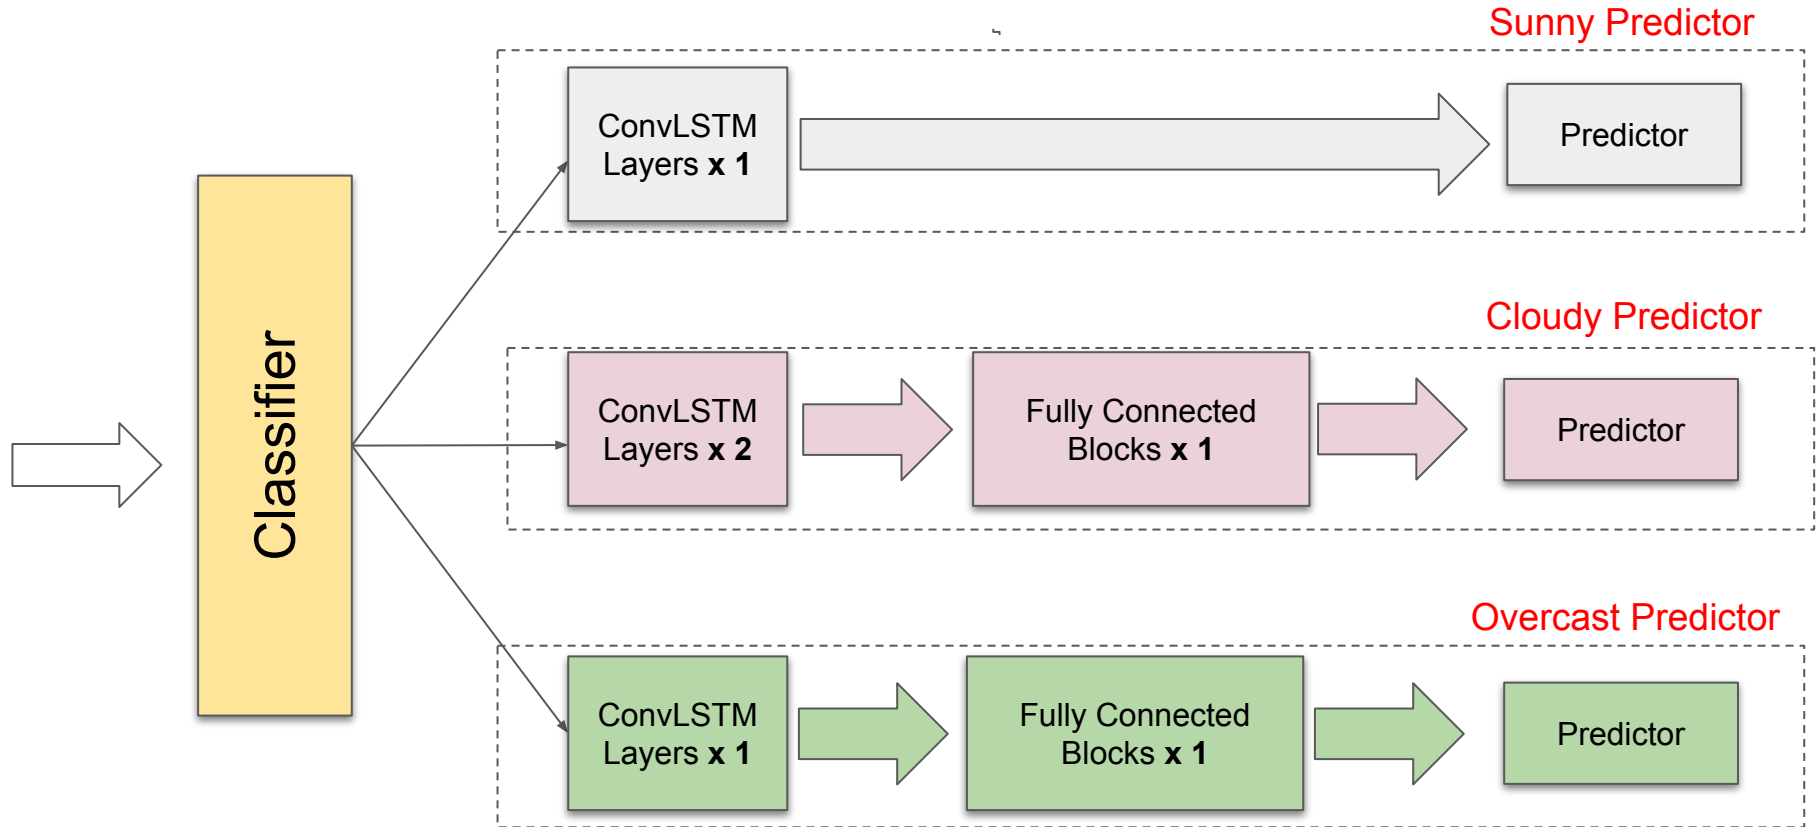 Sunny Predictor
ConvLSTM
Layers x 1
Predictor
Classifier
Cloudy Predictor
ConvLSTM
Layers x 2
Fully Connected
Blocks x 1
Predictor
Overcast Predictor
ConvLSTM
Layers x 1
Fully Connected
Blocks x 1
Predictor